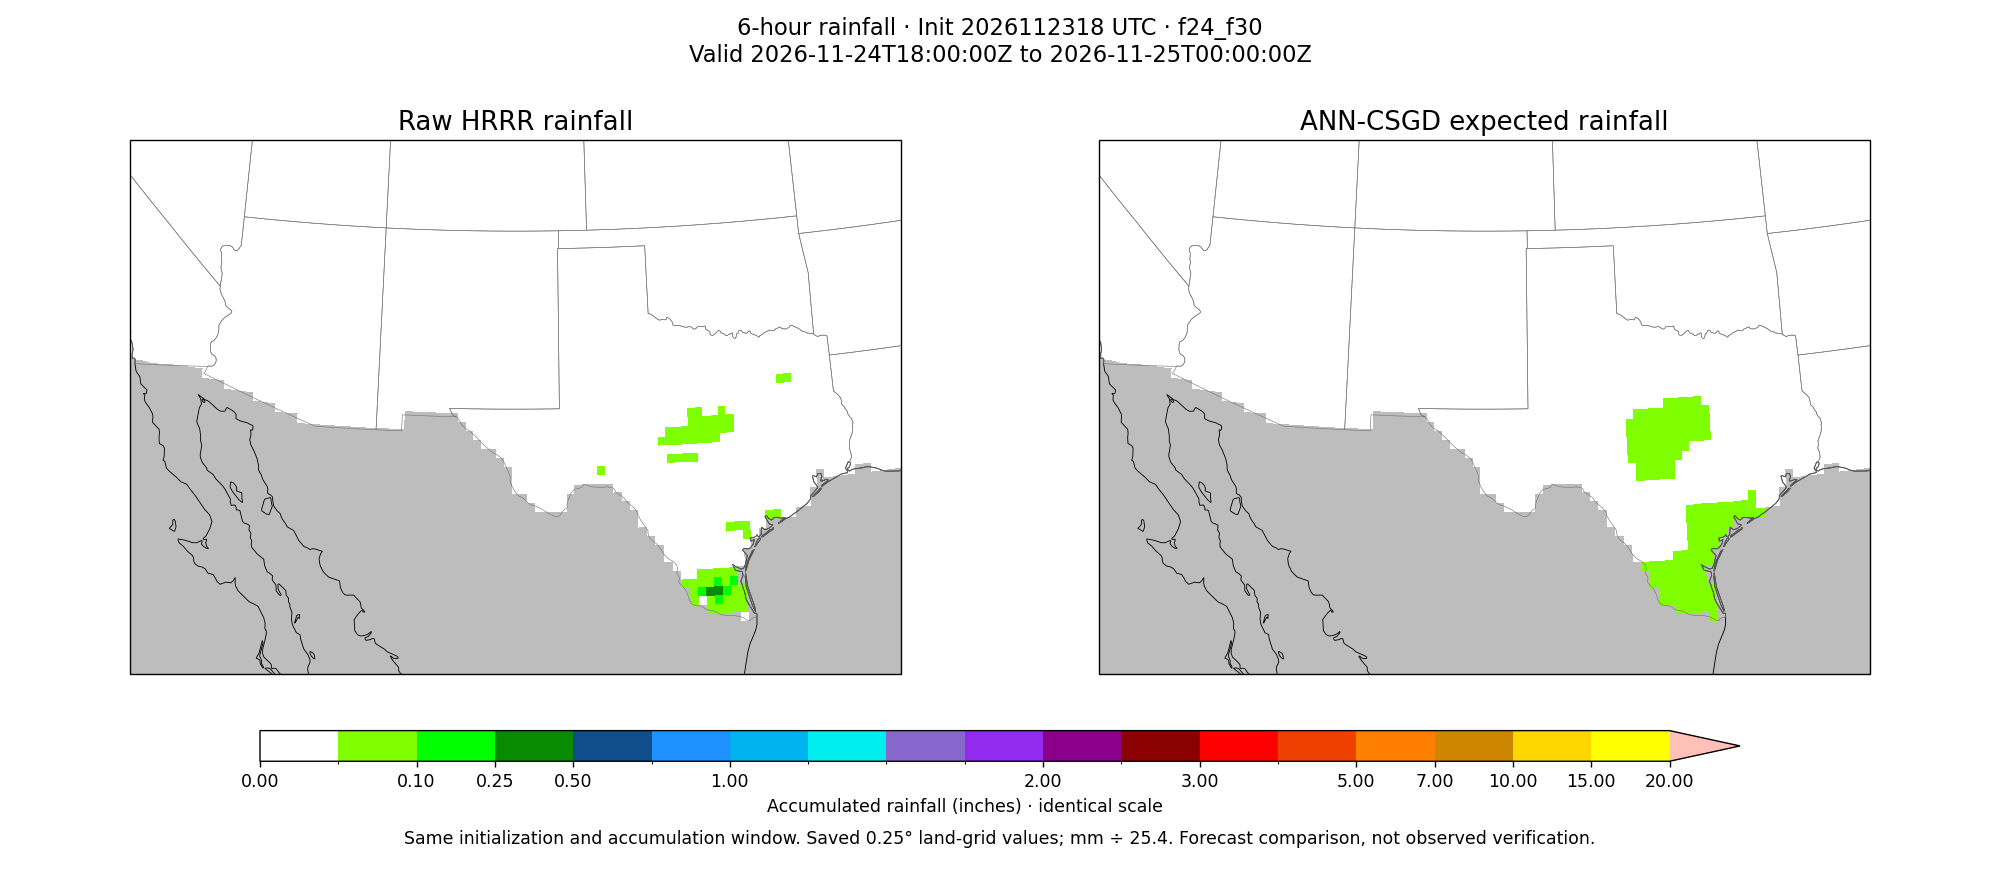 6-hour rainfall · Init 2026112318 UTC · f24_f30
Valid 2026-11-24T18:00:00Z to 2026-11-25T00:00:00Z
Raw HRRR rainfall
ANN-CSGD expected rainfall
0.00 0.10 0.25 0.50 1.00 2.00 3.00 5.00 7.00 10.00 15.00 20.00
Accumulated rainfall (inches) · identical scale
Same initialization and accumulation window. Saved 0.25° land-grid values; mm ÷ 25.4. Forecast comparison, not observed verification.